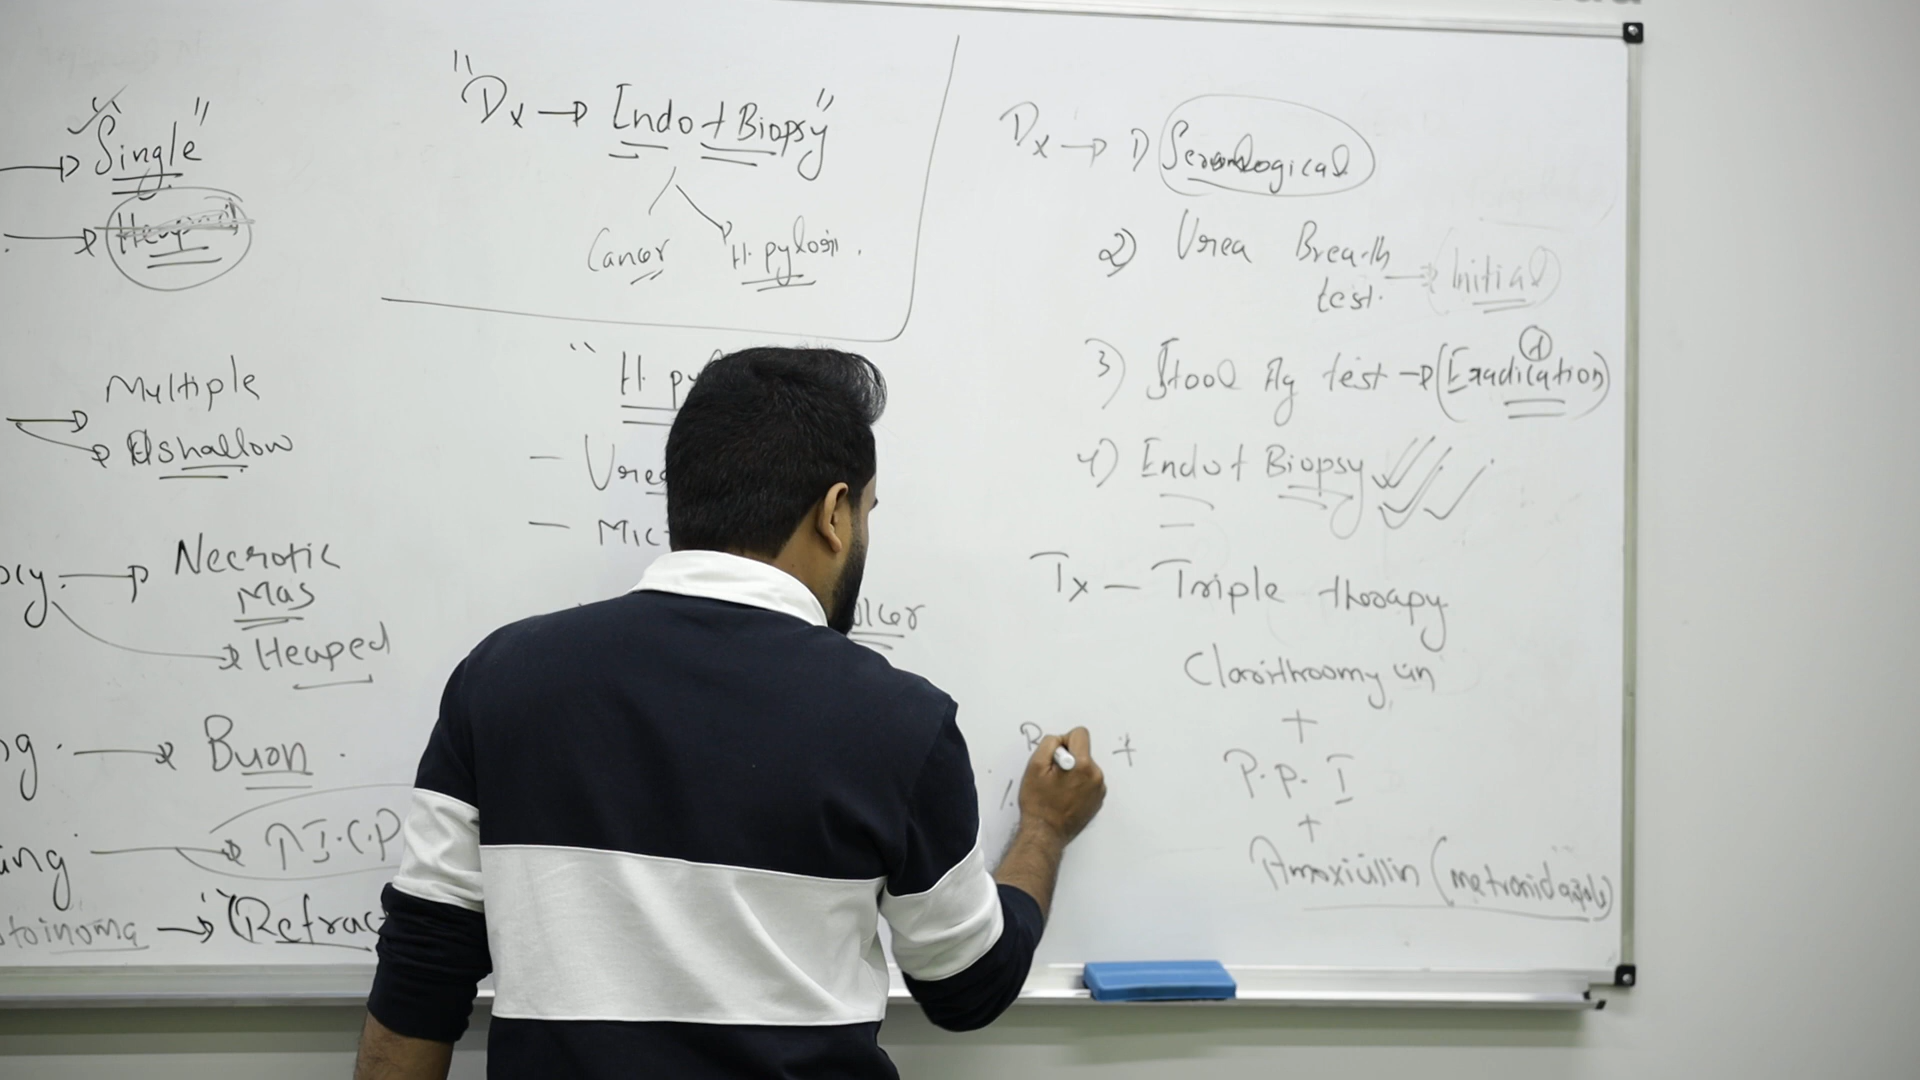 "Single"
Multiple
shallow
Necrotic
Mas
Heaped
Buon.
↑I.C.P
"(Refrac
"Dx → Endo + Biopsy"
Cancer
H. pylori.
"H. py
- Urea
- Mic
ulcer
Dx → 1) Serological
2) Urea Breath
test. → Initial
3) Stool Ag test → (Eradication)
4) Endo + Biopsy
Tx - Triple therapy
Clarithromycin
+
P.P.I
+
Amoxicillin (metronidazole)
+